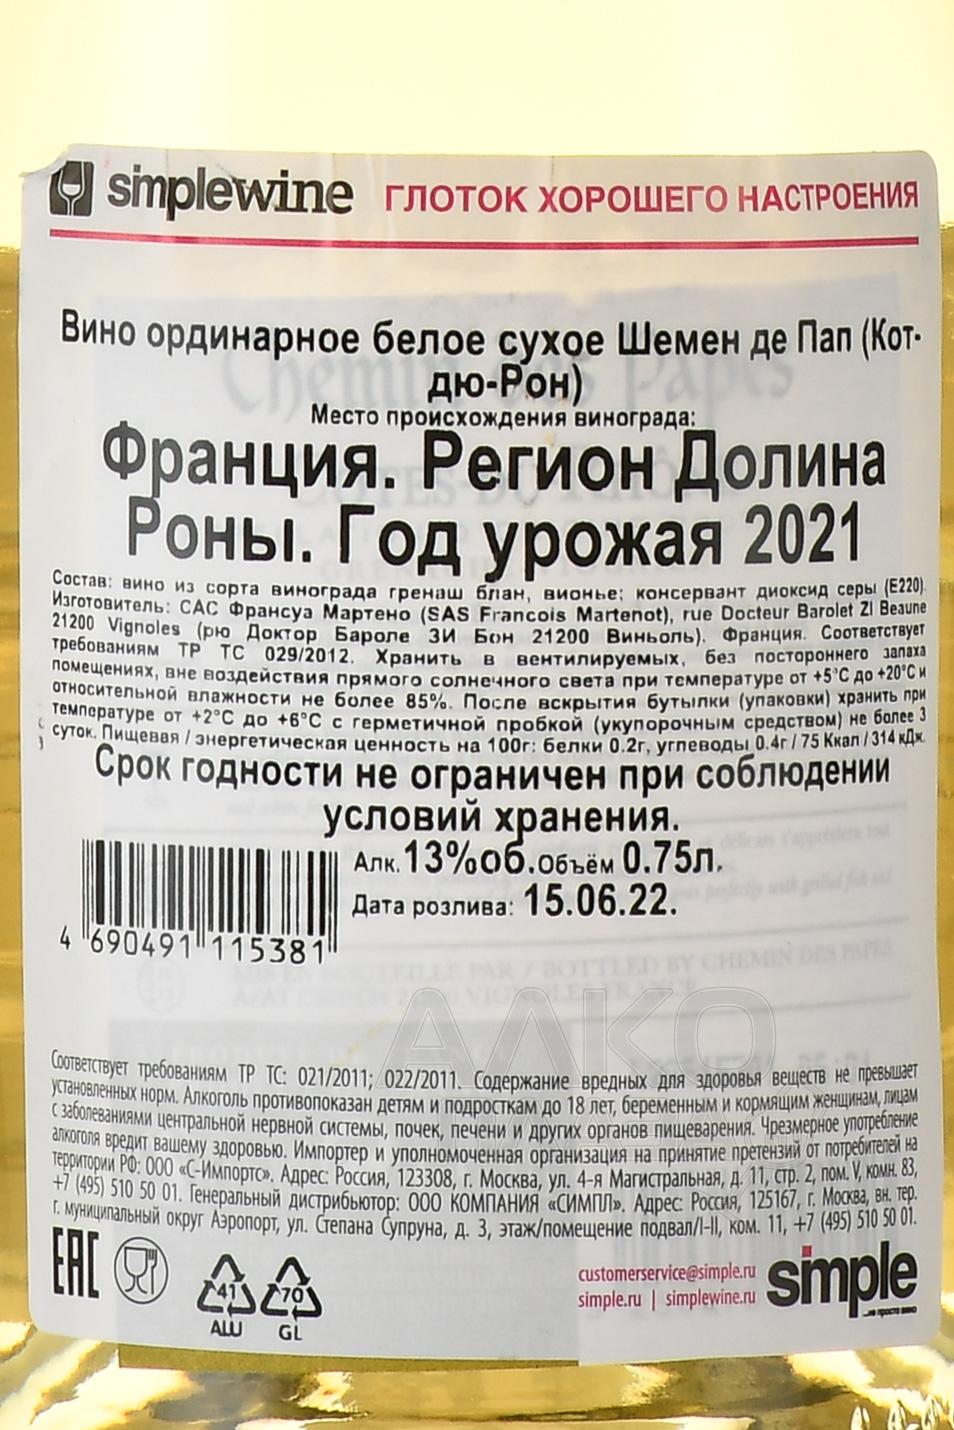 simplewine ГЛОТОК ХОРОШЕГО НАСТРОЕНИЯ
Вино ординарное белое сухое Шемен де Пап (Кот-
дю-Рон)
Место происхождения винограда:
Франция. Регион Долина
Роны. Год урожая 2021
Состав: вино из сорта винограда гренаш блан, вионье; консервант диоксид серы (Е220).
Изготовитель: САС Франсуа Мартено (SAS Francois Martenot), rue Docteur Barolet ZI Beaune
21200 Vignoles (рю Доктор Бароле ЗИ Бон 21200 Виньоль), Франция. Соответствует
требованиям ТР ТС 029/2012. Хранить в вентилируемых, без постороннего запаха
помещениях, вне воздействия прямого солнечного света при температуре от +5°С до +20°С и
относительной влажности не более 85%. После вскрытия бутылки (упаковки) хранить при
температуре от +2°С до +6°С с герметичной пробкой (укупорочным средством) не более 3
суток. Пищевая / энергетическая ценность на 100г: белки 0.2г, углеводы 0.4г / 75 Ккал / 314 кДж.
Срок годности не ограничен при соблюдении
условий хранения.
Алк. 13%об. Объём 0.75л.
Дата розлива: 15.06.22.
4 690491 115381
MIS EN BOUTEILLE PAR / BOTTLED BY CHEMIN DES PAPES
АЛКО
Соответствует требованиям ТР ТС: 021/2011; 022/2011. Содержание вредных для здоровья веществ не превышает
установленных норм. Алкоголь противопоказан детям и подросткам до 18 лет, беременным и кормящим женщинам, лицам
с заболеваниями центральной нервной системы, почек, печени и других органов пищеварения. Чрезмерное употребление
алкоголя вредит вашему здоровью. Импортер и уполномоченная организация на принятие претензий от потребителей на
территории РФ: ООО «С-Импортс». Адрес: Россия, 123308, г. Москва, ул. 4-я Магистральная, д. 11, стр. 2, пом. V, комн. 83,
+7 (495) 510 50 01. Генеральный дистрибьютор: ООО КОМПАНИЯ «СИМПЛ». Адрес: Россия, 125167, г. Москва, вн. тер.
г. муниципальный округ Аэропорт, ул. Степана Супруна, д. 3, этаж/помещение подвал/I-II, ком. 11, +7 (495) 510 50 01.
EAC
41
ALU
70
GL
customerservice@simple.ru
simple.ru | simplewine.ru
simple
...не просто вино